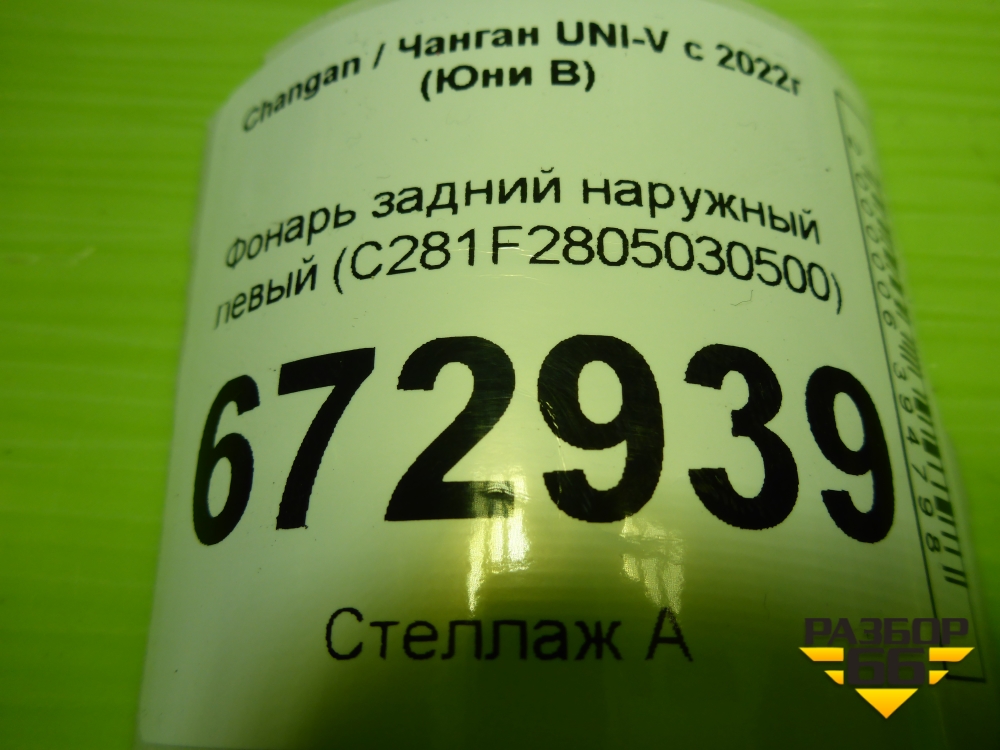 Changan / Чанган UNI-V с 2022г
(Юни В)
Фонарь задний наружный
левый (C281F2805030500)
672939
Стеллаж А
РАЗБОР
66